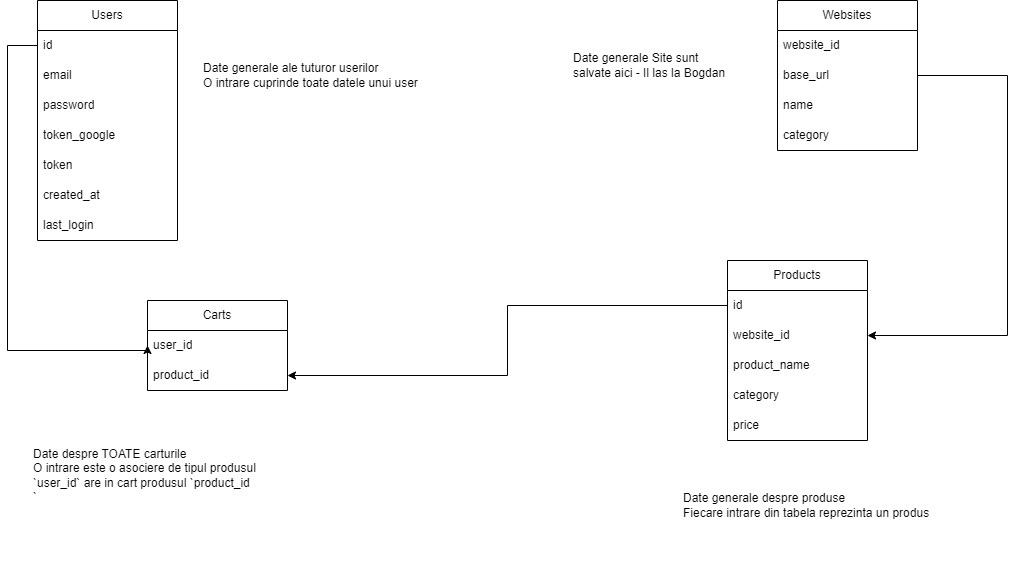 Users
id
email
password
token_google
token
created_at
last_login
Date generale ale tuturor userilor
O intrare cuprinde toate datele unui user
Date generale Site sunt
salvate aici - Il las la Bogdan
Websites
website_id
base_url
name
category
Carts
user_id
product_id
Date despre TOATE carturile
O intrare este o asociere de tipul produsul
`user_id` are in cart produsul `product_id
`
Products
id
website_id
product_name
category
price
Date generale despre produse
Fiecare intrare din tabela reprezinta un produs